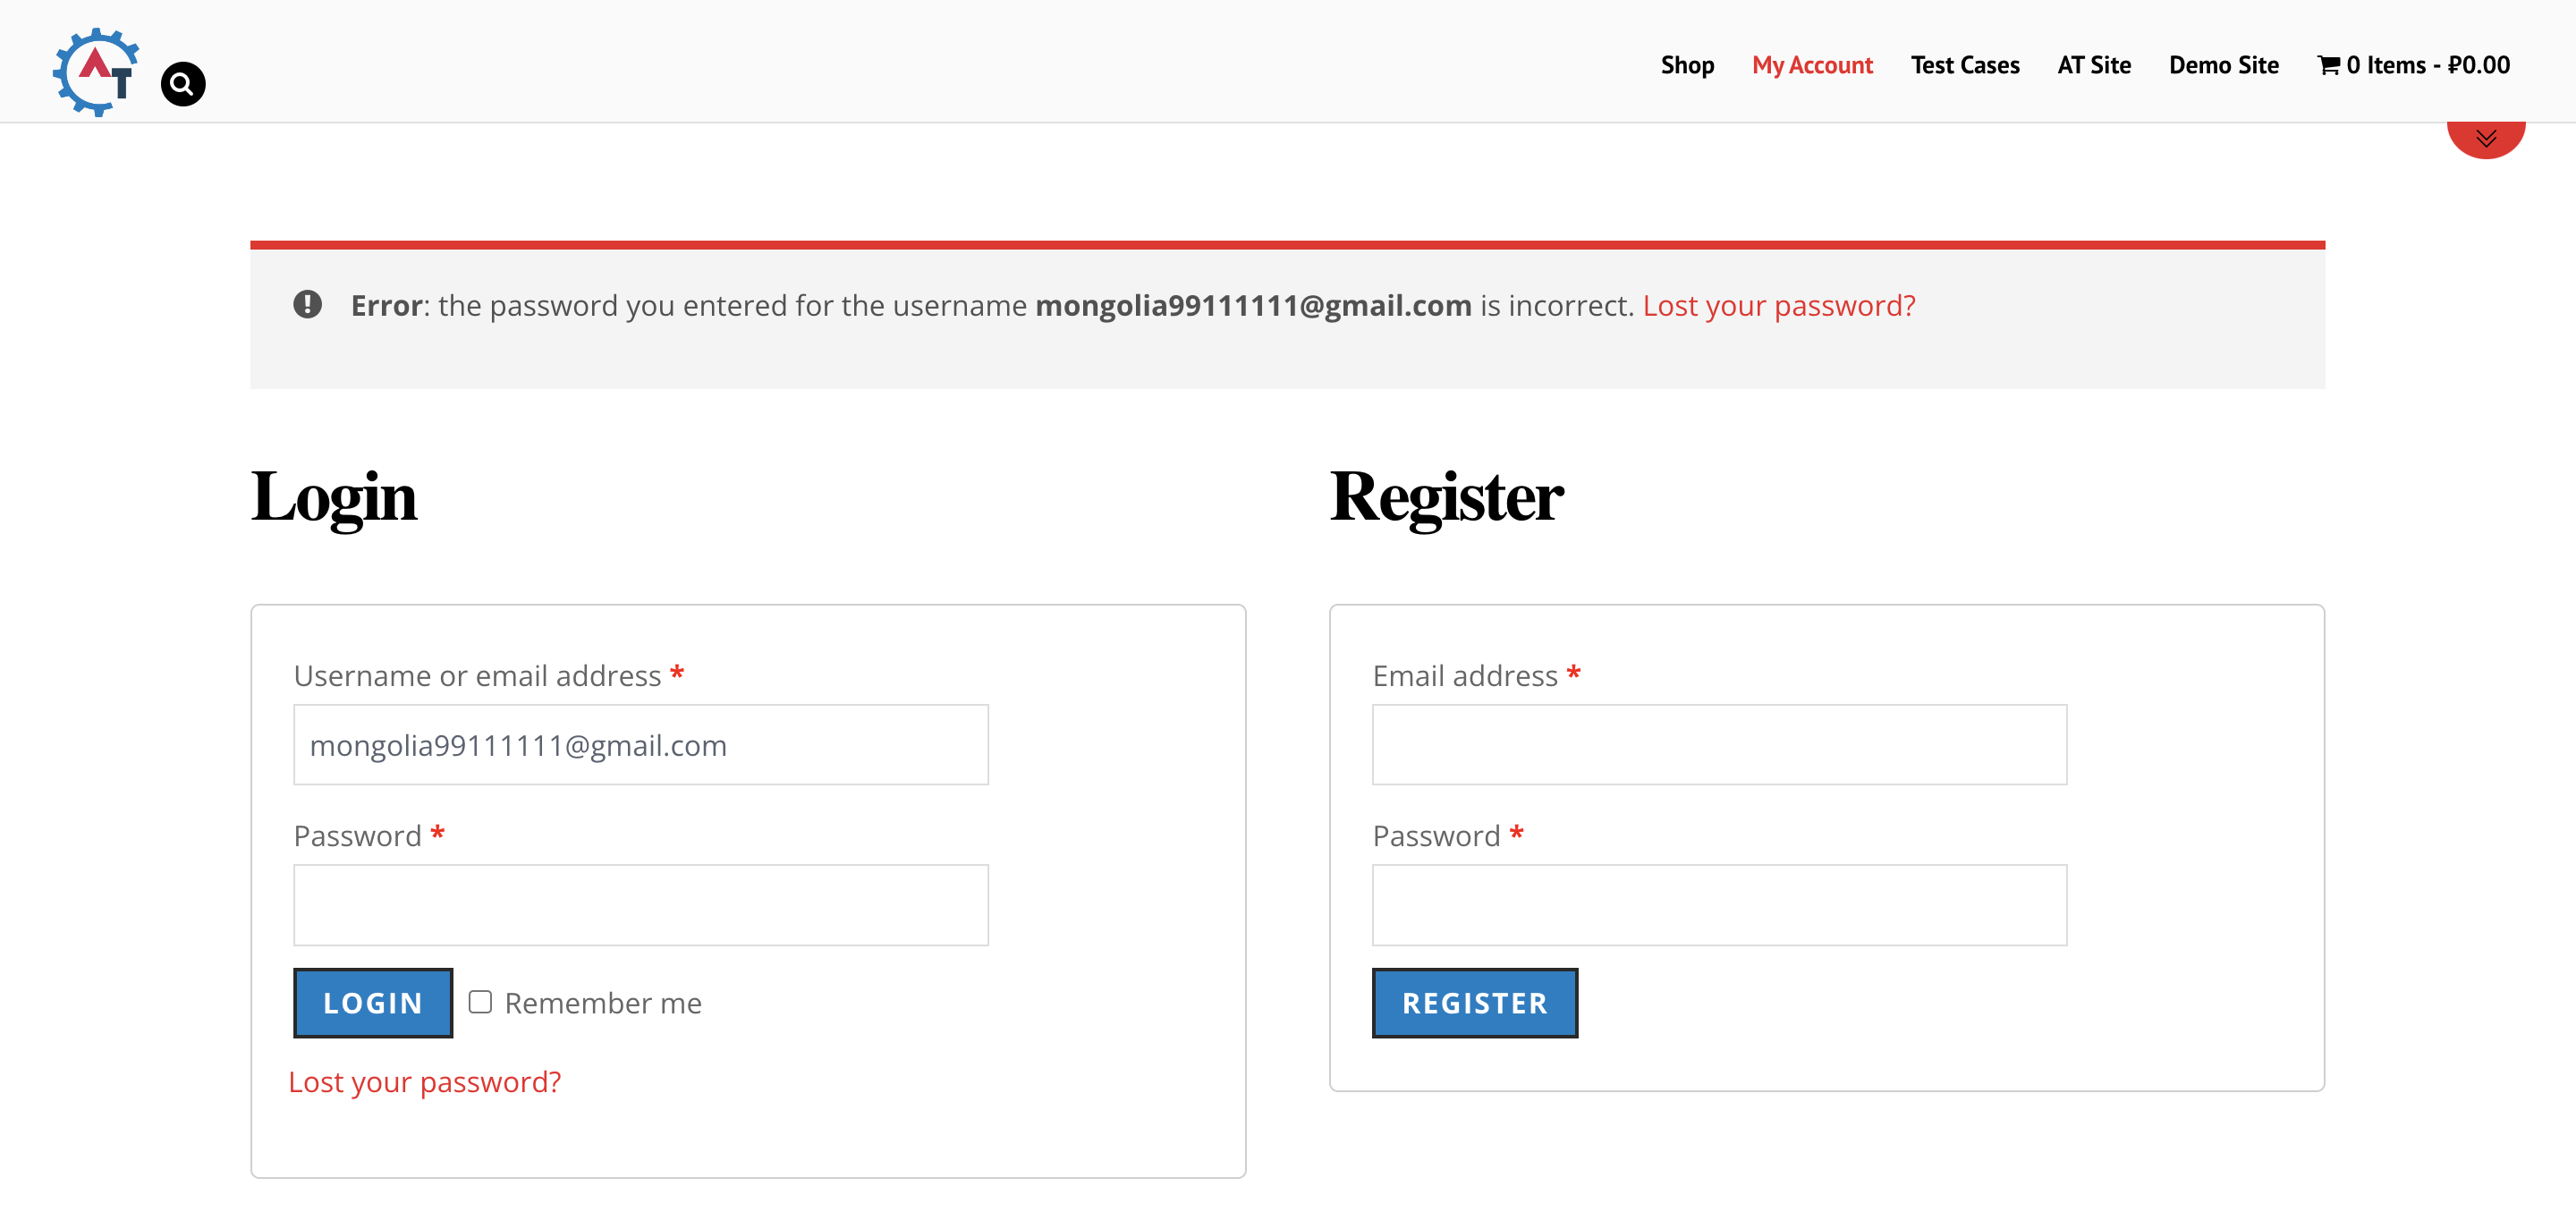 AT
Shop My Account Test Cases AT Site Demo Site 0 Items - ₽0.00
Error: the password you entered for the username mongolia99111111@gmail.com is incorrect. Lost your password?
Login
Username or email address *
mongolia99111111@gmail.com
Password *
LOGIN Remember me
Lost your password?
Register
Email address *
Password *
REGISTER